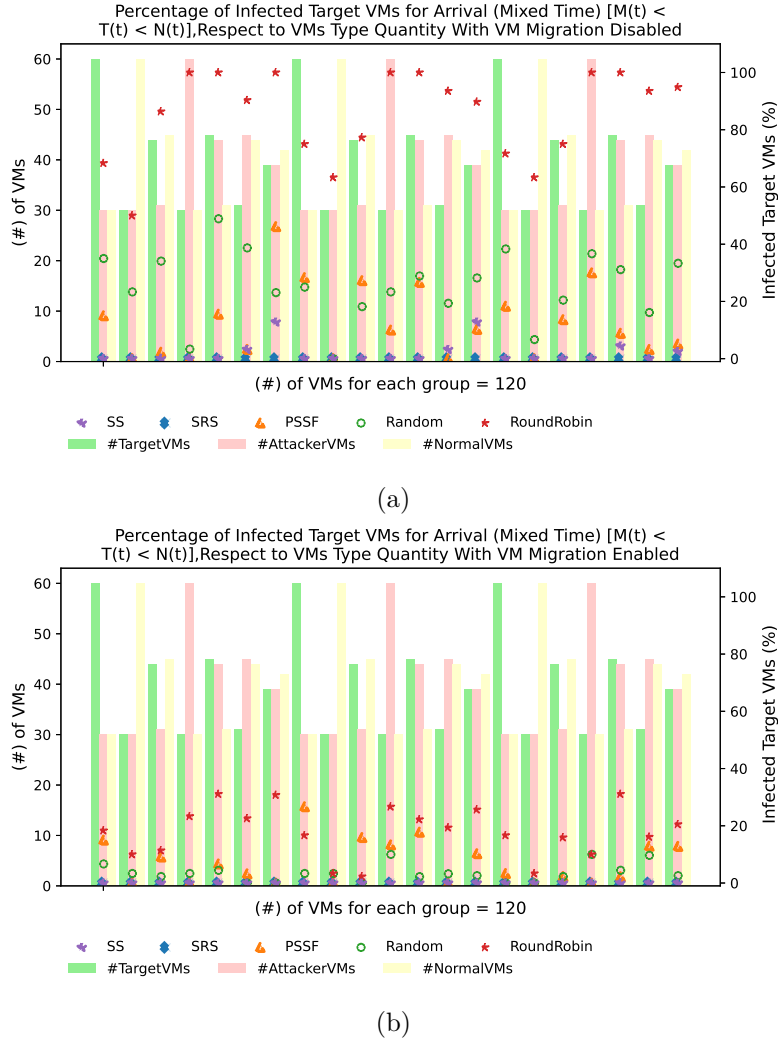 Percentage of Infected Target VMs for Arrival (Mixed Time) [M(t) <
T(t) < N(t)],Respect to VMs Type Quantity With VM Migration Disabled
60
50
40
30
20
10
0
(#) of VMs
100
80
60
40
20
0
Infected Target VMs (%)
(#) of VMs for each group = 120
SS SRS PSSF Random RoundRobin
#TargetVMs #AttackerVMs #NormalVMs
(a)
Percentage of Infected Target VMs for Arrival (Mixed Time) [M(t) <
T(t) < N(t)],Respect to VMs Type Quantity With VM Migration Enabled
60
50
40
30
20
10
0
(#) of VMs
100
80
60
40
20
0
Infected Target VMs (%)
(#) of VMs for each group = 120
SS SRS PSSF Random RoundRobin
#TargetVMs #AttackerVMs #NormalVMs
(b)